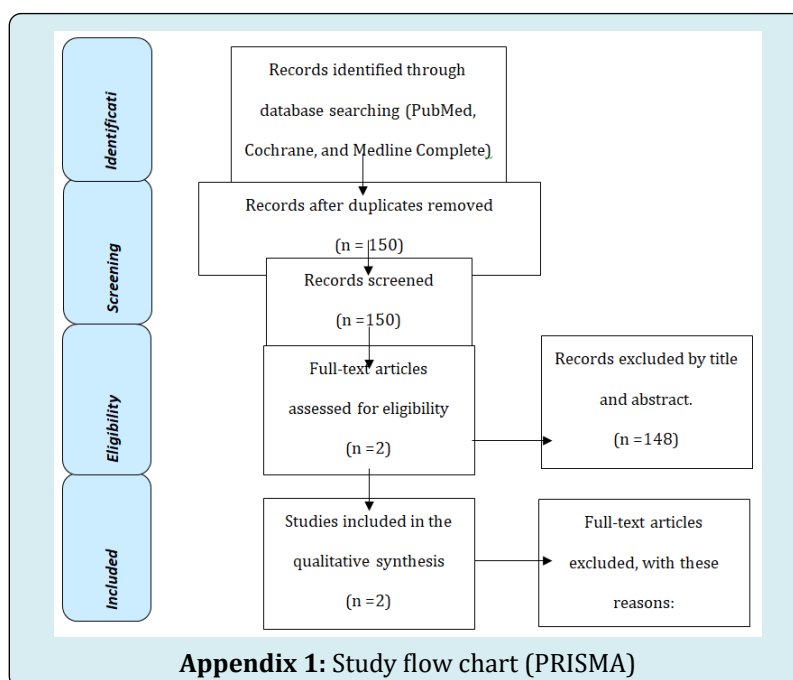 Identificati
Records identified through
database searching (PubMed,
Cochrane, and Medline Complete)
Screening
Records after duplicates removed
(n = 150)
Records screened
(n =150)
Eligibility
Full-text articles
assessed for eligibility
(n =2)
Records excluded by title
and abstract.
(n =148)
Included
Studies included in the
qualitative synthesis
(n =2)
Full-text articles
excluded, with these
reasons:
Appendix 1: Study flow chart (PRISMA)